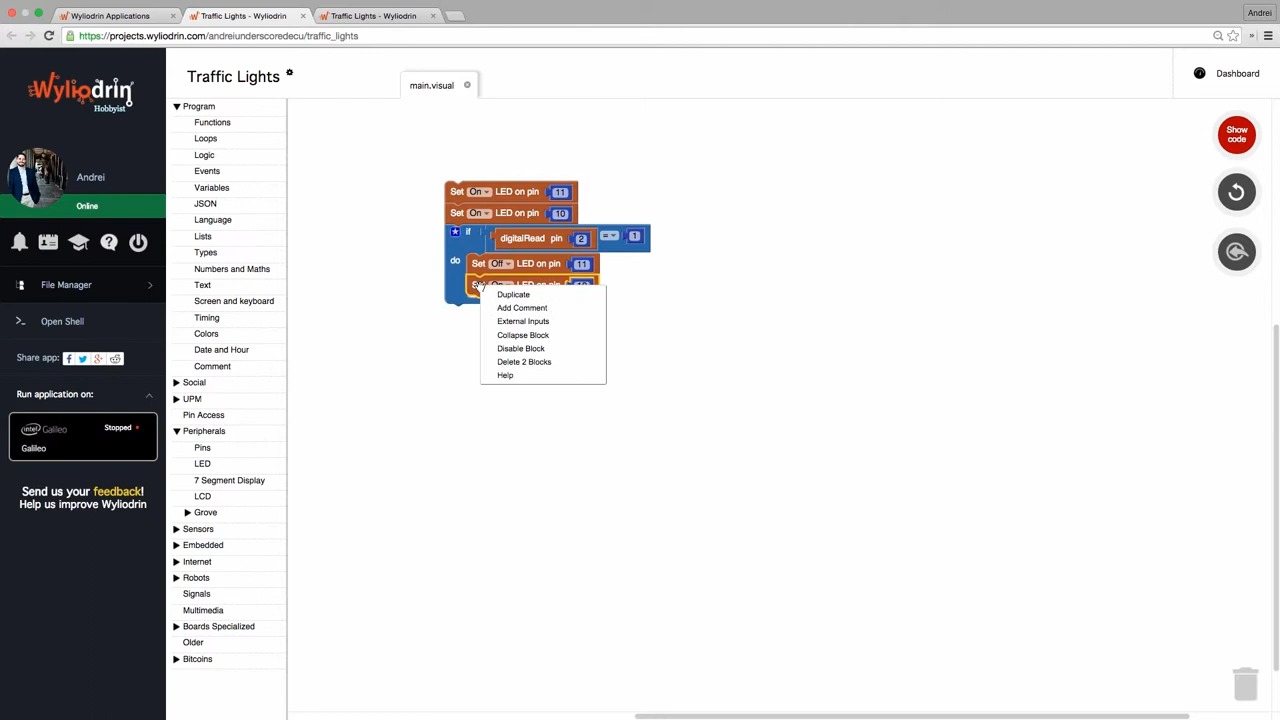 Wyliodrin Applications
Traffic Lights - Wyliodrin
Traffic Lights - Wyliodrin
Andrei
https://projects.wyliodrin.com/andreiunderscoredecu/traffic_lights
Wyliodrin
Hobbyist
Traffic Lights
main.visual
Dashboard
Andrei
Online
File Manager
Open Shell
Share app:
Run application on:
intel Galileo
Stopped
Galileo
Send us your feedback!
Help us improve Wyliodrin
Program
Functions
Loops
Logic
Events
Variables
JSON
Language
Lists
Types
Numbers and Maths
Text
Screen and keyboard
Timing
Colors
Date and Hour
Comment
Social
UPM
Pin Access
Peripherals
Pins
LED
7 Segment Display
LCD
Grove
Sensors
Embedded
Internet
Robots
Signals
Multimedia
Boards Specialized
Older
Bitcoins
Set On LED on pin 11
Set On LED on pin 10
if digitalRead pin 2 = 1
do Set Off LED on pin 11
Duplicate
Add Comment
External Inputs
Collapse Block
Disable Block
Delete 2 Blocks
Help
Show
code